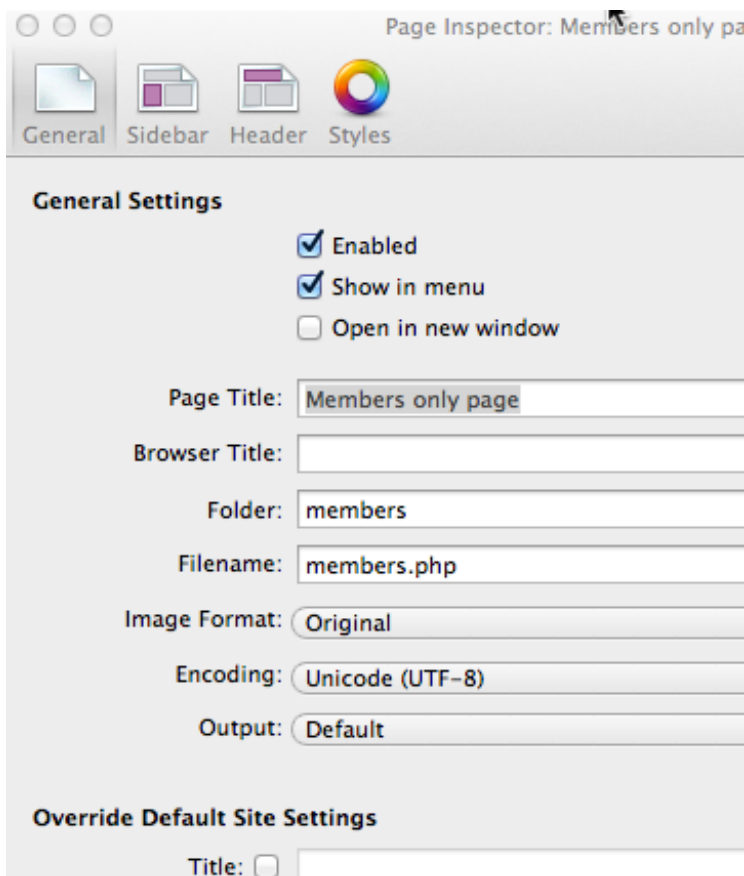 Page Inspector: Members only pa
General Sidebar Header Styles
General Settings
Enabled
Show in menu
Open in new window
Page Title: Members only page
Browser Title:
Folder: members
Filename: members.php
Image Format: Original
Encoding: Unicode (UTF-8)
Output: Default
Override Default Site Settings
Title: